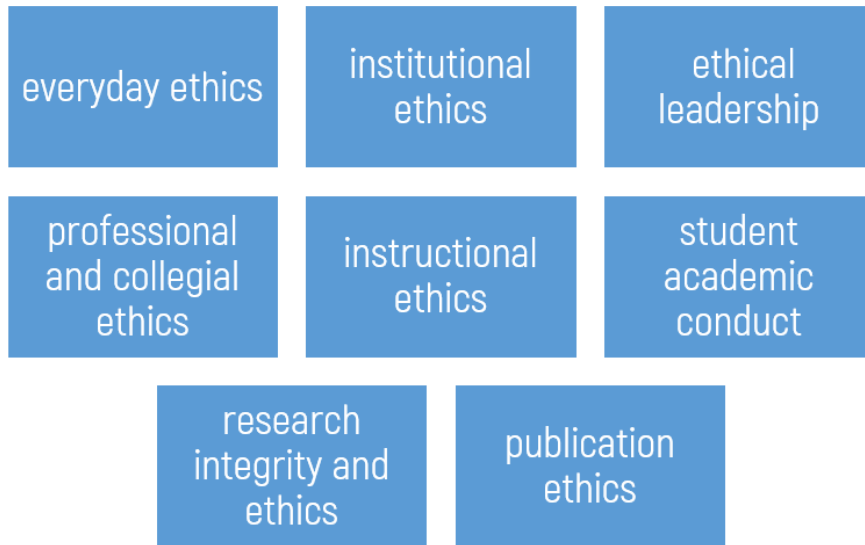 everyday ethics
institutional
ethics
ethical
leadership
professional
and collegial
ethics
instructional
ethics
student
academic
conduct
research
integrity and
ethics
publication
ethics